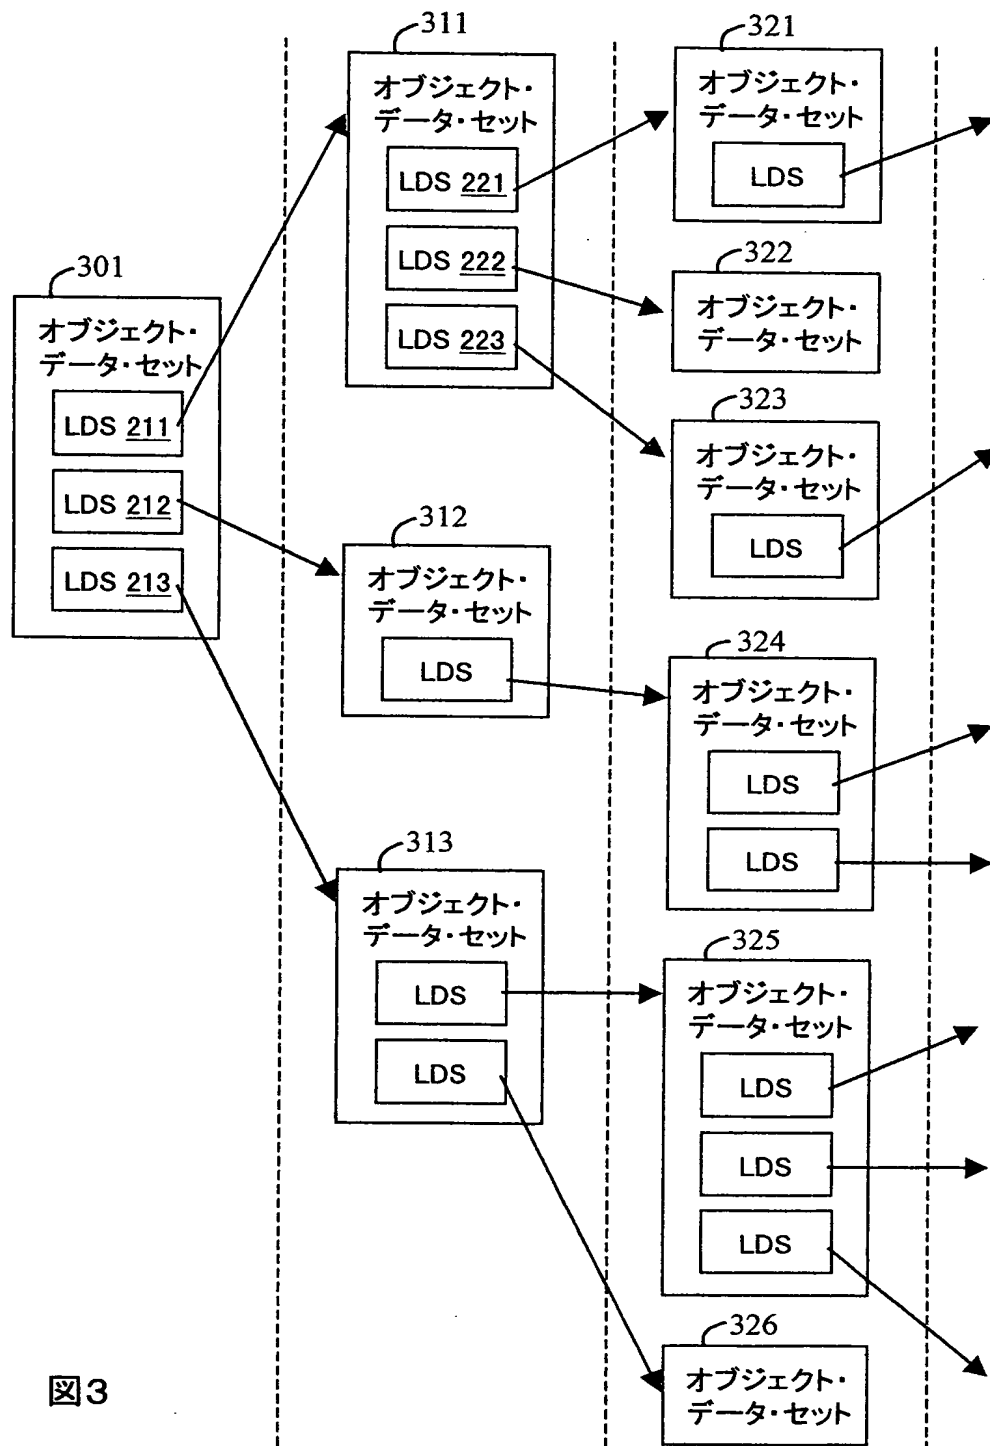 301
オブジェクト・
データ・セット
LDS 211
LDS 212
LDS 213
311
オブジェクト・
データ・セット
LDS 221
LDS 222
LDS 223
312
オブジェクト・
データ・セット
LDS
313
オブジェクト・
データ・セット
LDS
LDS
321
オブジェクト・
データ・セット
LDS
322
オブジェクト・
データ・セット
323
オブジェクト・
データ・セット
LDS
324
オブジェクト・
データ・セット
LDS
LDS
325
オブジェクト・
データ・セット
LDS
LDS
LDS
326
オブジェクト・
データ・セット
図3